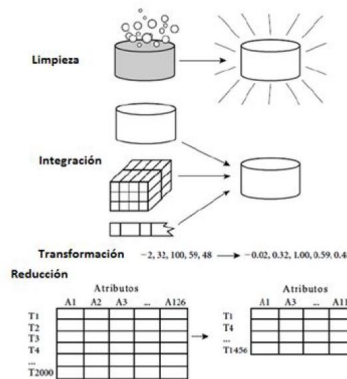 Limpieza
Integración
Transformación -2, 32, 100, 59, 48 -0.02, 0.32, 1.00, 0.59, 0.4
Reducción
Atributos
A1 A2 A3 ... A126
T1
T2
T3
T4
...
T2000
Atributos
A1 A3 ... A11
T1
T4
...
T1456